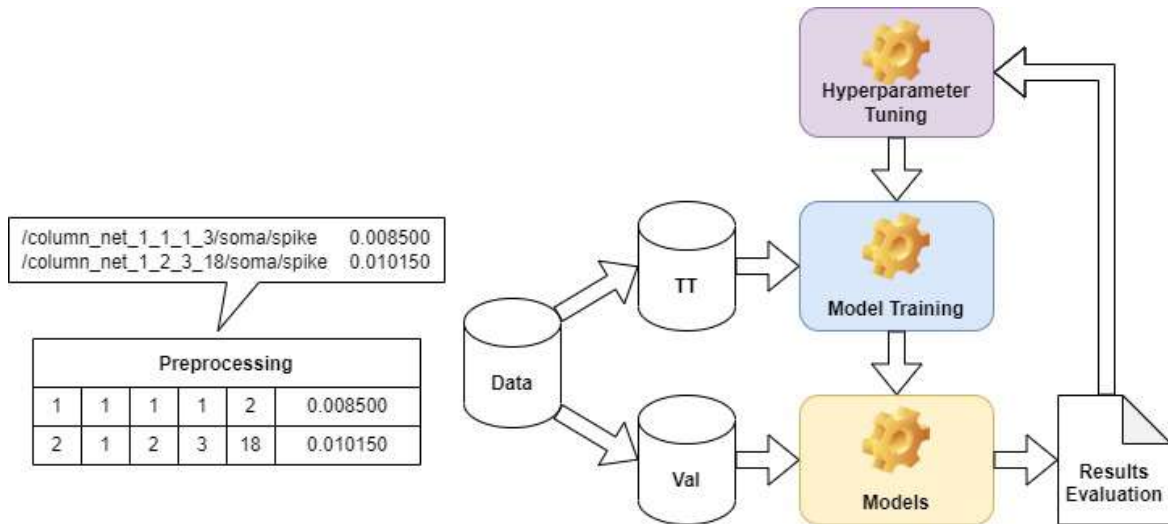 Hyperparameter
Tuning
/column_net_1_1_1_3/soma/spike 0.008500
/column_net_1_2_3_18/soma/spike 0.010150
TT
Model Training
Preprocessing
1 1 1 1 2 0.008500
2 1 2 3 18 0.010150
Data
Val
Models
Results
Evaluation